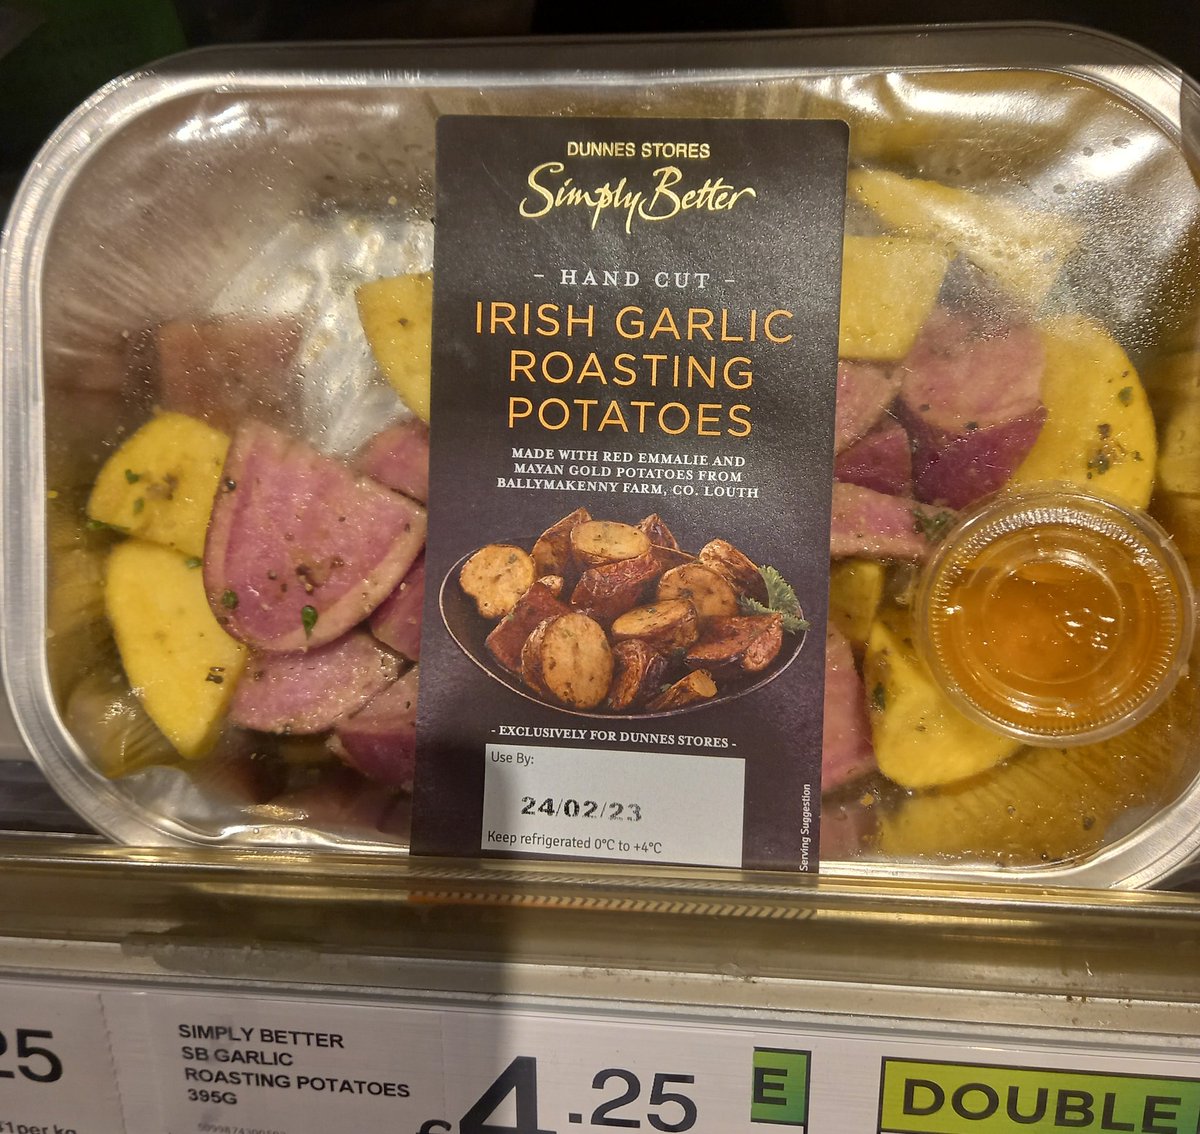 DUNNES STORES
Simply Better
- HAND CUT -
IRISH GARLIC
ROASTING
POTATOES
MADE WITH RED EMMALIE AND
MAYAN GOLD POTATOES FROM
BALLYMAKENNY FARM, CO. LOUTH
- EXCLUSIVELY FOR DUNNES STORES -
Use By:
24/02/23
Keep refrigerated 0°C to +4°C
Serving Suggestion
25
SIMPLY BETTER
SB GARLIC
ROASTING POTATOES
395G
4.25
E
DOUBLE
per kg